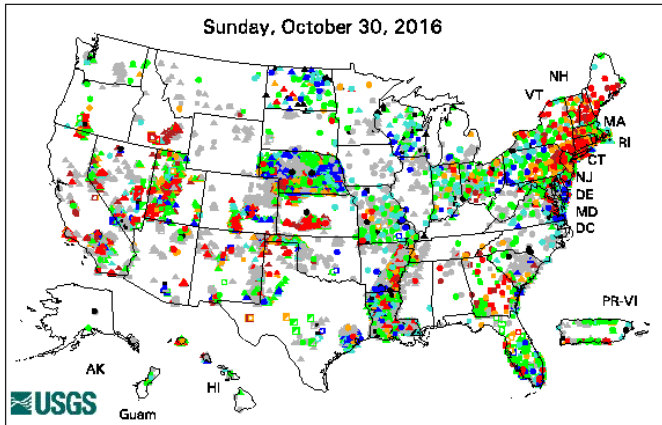 Sunday, October 30, 2016
NH
VT
MA
RI
CT
NJ
DE
MD
DC
PR-VI
AK
HI
Guam
USGS